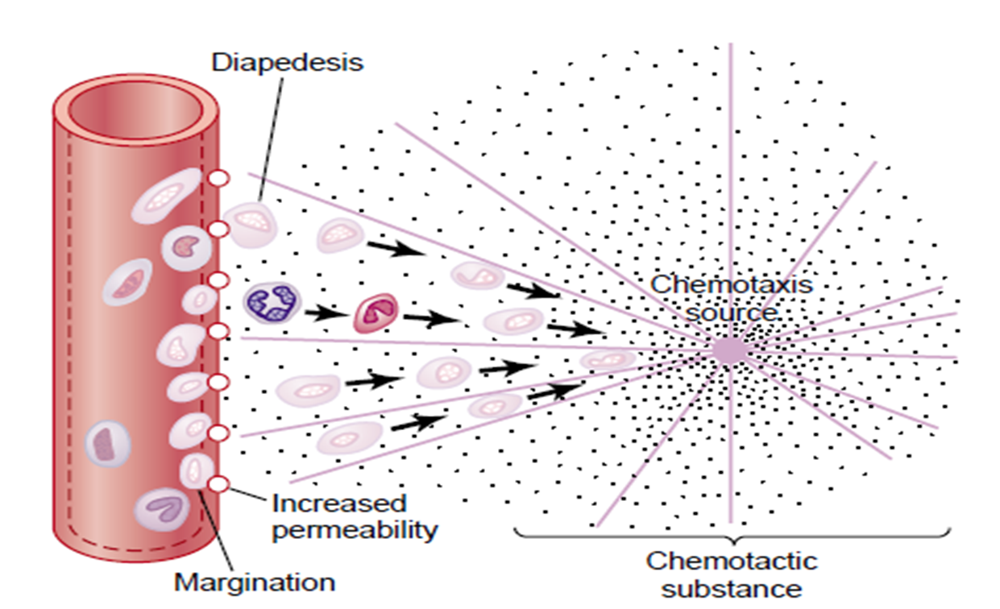 Diapedesis
Chemotaxis
source
Increased
permeability
Margination
Chemotactic
substance